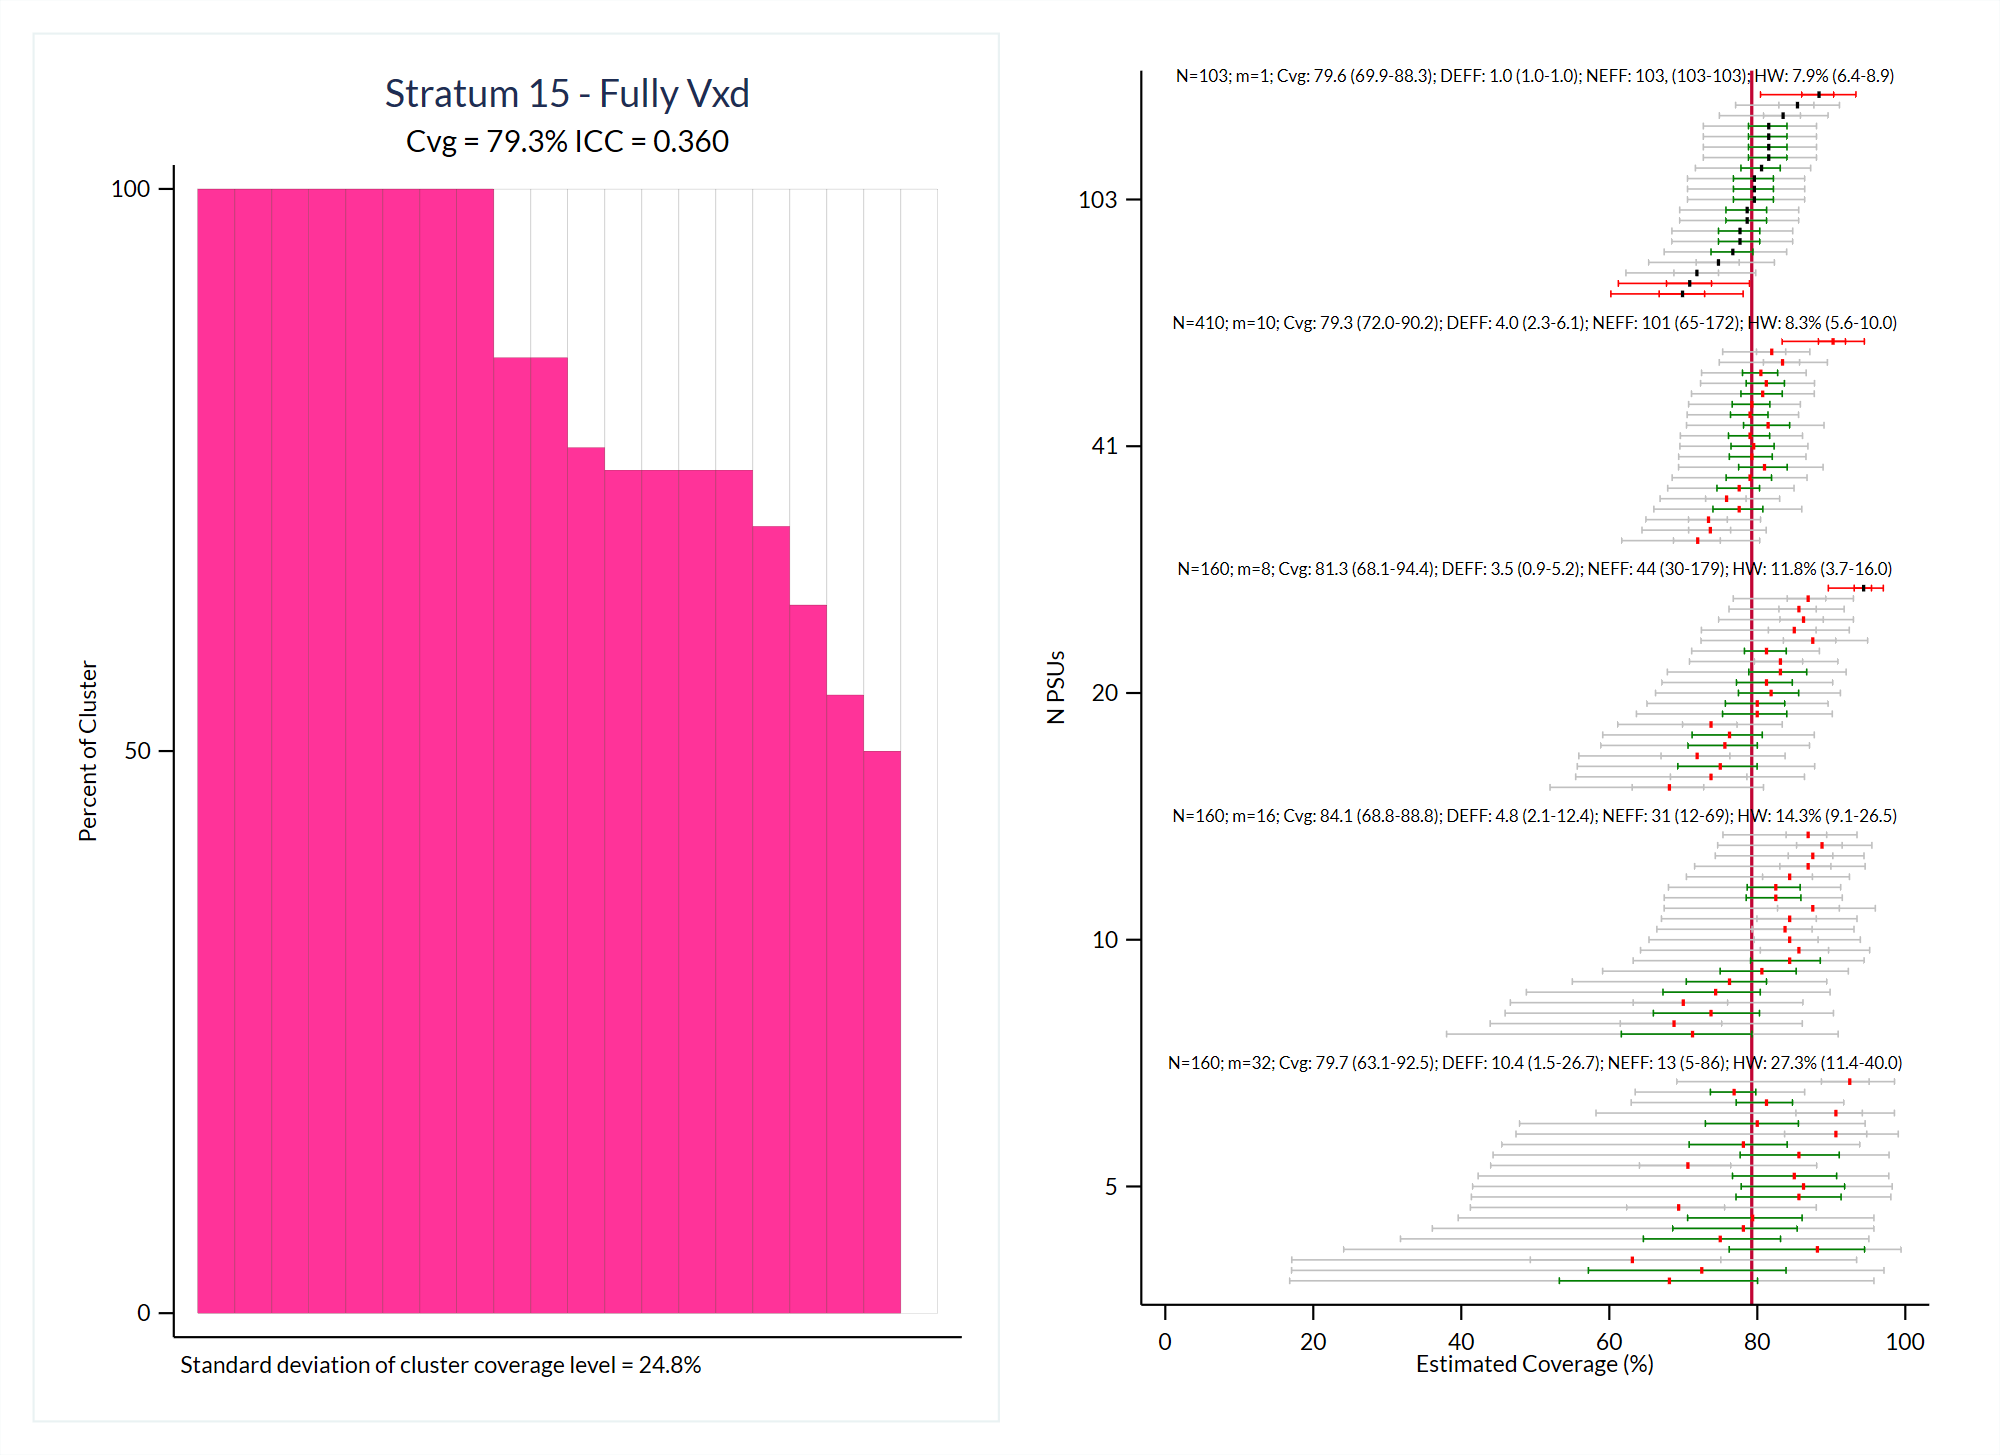 Stratum 15 - Fully Vxd
Cvg = 79.3% ICC = 0.360
100
50
0
Percent of Cluster
Standard deviation of cluster coverage level = 24.8%
N=103; m=1; Cvg: 79.6 (69.9-88.3); DEFF: 1.0 (1.0-1.0); NEFF: 103, (103-103); HW: 7.9% (6.4-8.9)
103
N=410; m=10; Cvg: 79.3 (72.0-90.2); DEFF: 4.0 (2.3-6.1); NEFF: 101 (65-172); HW: 8.3% (5.6-10.0)
41
N=160; m=8; Cvg: 81.3 (68.1-94.4); DEFF: 3.5 (0.9-5.2); NEFF: 44 (30-179); HW: 11.8% (3.7-16.0)
20
N=160; m=16; Cvg: 84.1 (68.8-88.8); DEFF: 4.8 (2.1-12.4); NEFF: 31 (12-69); HW: 14.3% (9.1-26.5)
10
N=160; m=32; Cvg: 79.7 (63.1-92.5); DEFF: 10.4 (1.5-26.7); NEFF: 13 (5-86); HW: 27.3% (11.4-40.0)
5
N PSUs
0 20 40 60 80 100
Estimated Coverage (%)